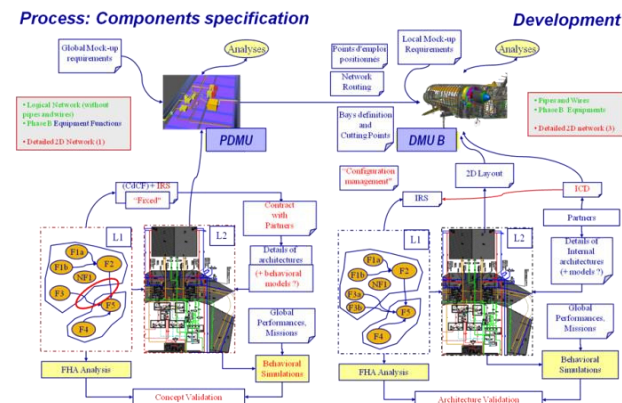 Process: Components specification
Development
Global Mock-up
requirements
Analyses
Points d'emploi
positionnés
Network
Routing
Local Mock-up
Requirements
Analyses
• Logical Network (without
pipes and wires)
• Phase B Equipment Functions
• Detailed 2D Network (1)
PDMU
Bays definition
and
Cutting Points
DMU B
• Pipes and Wires
• Phase B Equipments
• Detailed 2D network (3)
(CdCF) + IRS
"Fixed"
Contract
with
Partners
"Configuration
management"
IRS
2D Layout
ICD
Partners
L1
L2
F1a
F1b
F2
NF1
F3
F5
F4
Details of
architectures
(+ behavioral
models ?)
Global
Performances,
Missions
L1
L2
F1a
F1b
F2
NF1
F3a
F3b
F5
F4
Details of
Internal
architectures
(+ models ?)
Global
Performances,
Missions
FHA Analysis
Behavioral
Simulations
Concept Validation
FHA Analysis
Behavioral
Simulations
Architecture Validation